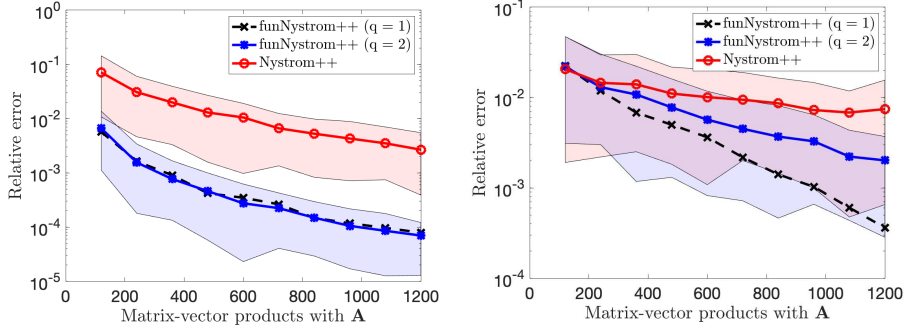 funNystrom++ (q = 1)
funNystrom++ (q = 2)
Nystrom++
10^0
10^-1
10^-2
10^-3
10^-4
10^-5
Relative error
0 200 400 600 800 1000 1200
Matrix-vector products with A
funNystrom++ (q = 1)
funNystrom++ (q = 2)
Nystrom++
10^-1
10^-2
10^-3
10^-4
Relative error
0 200 400 600 800 1000 1200
Matrix-vector products with A